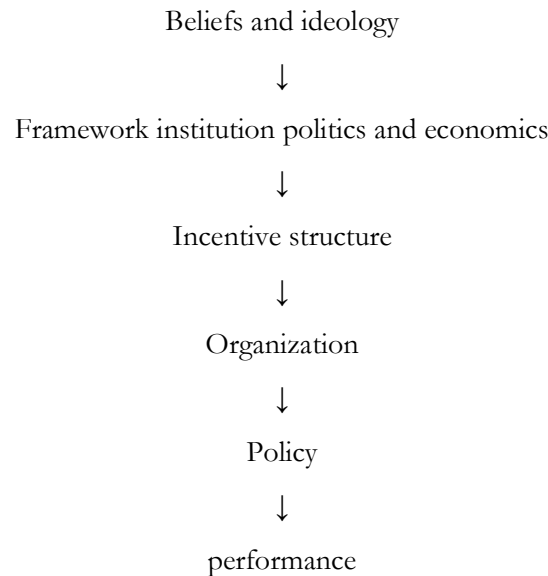 Beliefs and ideology
↓
Framework institution politics and economics
↓
Incentive structure
↓
Organization
↓
Policy
↓
performance